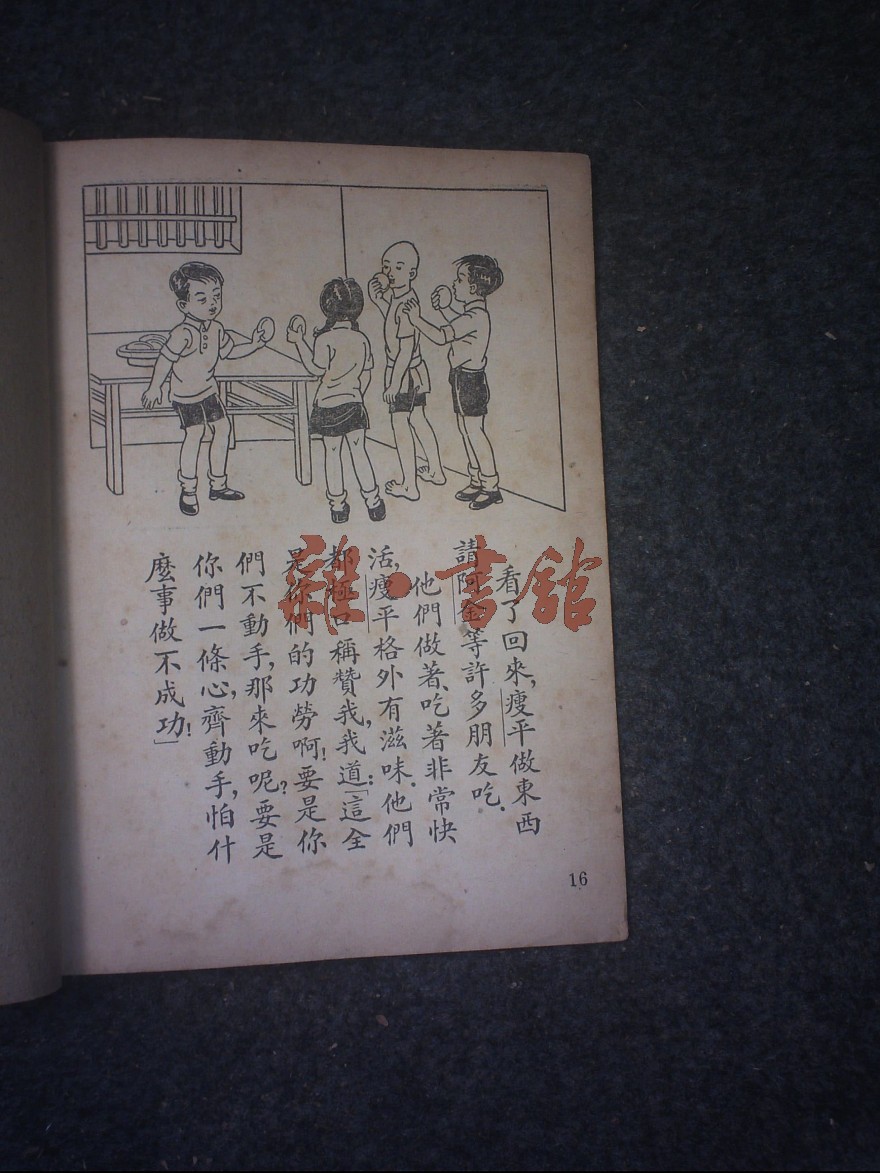 看了回來，瘦平做東西
請阿金等許多朋友吃．
他們做著、吃著非常快
活，瘦平格外有滋味．他們
都極口稱贊我，我道：「這全
是你們的功勞啊！要是你
們不動手，那來吃呢？要是
你們一條心，齊動手，怕什
麼事做不成功！」
16
雜·書館